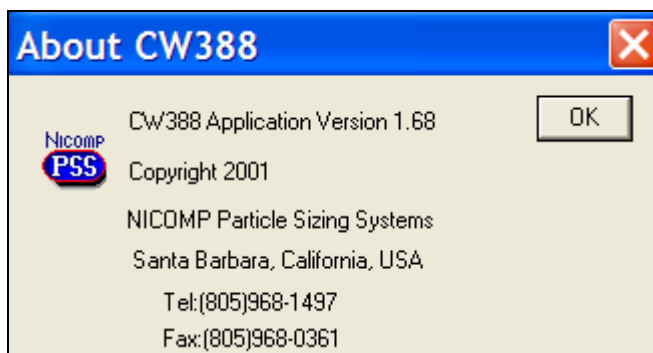 About CW388
CW388 Application Version 1.68
OK
Nicomp
PSS
Copyright 2001
NICOMP Particle Sizing Systems
Santa Barbara, California, USA
Tel:(805)968-1497
Fax:(805)968-0361